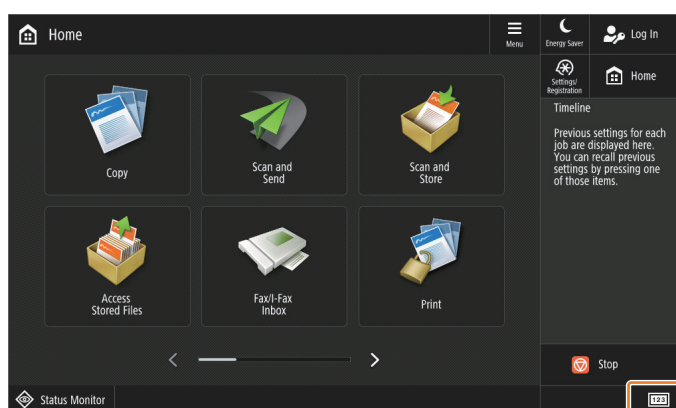 Home
Menu
Energy Saver
Log In
Settings/
Registration
Home
Copy
Scan and
Send
Scan and
Store
Access
Stored Files
Fax/I-Fax
Inbox
Print
Timeline
Previous settings for each
job are displayed here.
You can recall previous
settings by pressing one
of those items.
Stop
Status Monitor
123